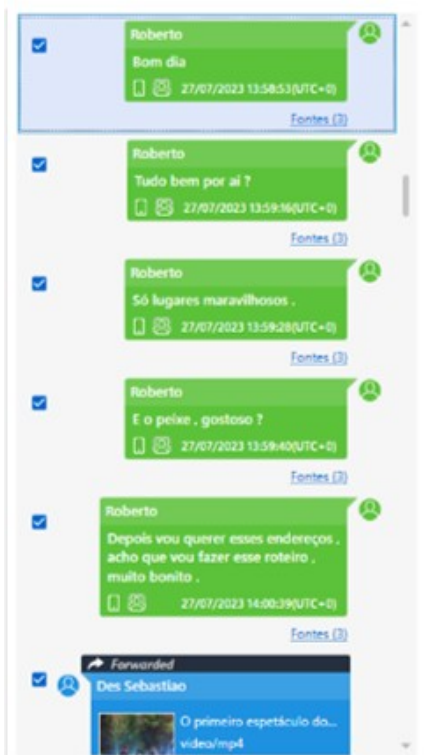 Roberto
Bom dia
27/07/2023 13:58:53(UTC+0)
Fontes (3)
Roberto
Tudo bem por aí ?
27/07/2023 13:59:16(UTC+0)
Fontes (3)
Roberto
Só lugares maravilhosos .
27/07/2023 13:59:28(UTC+0)
Fontes (3)
Roberto
E o peixe , gostoso ?
27/07/2023 13:59:40(UTC+0)
Fontes (3)
Roberto
Depois vou querer esses endereços ,
acho que vou fazer esse roteiro ,
muito bonito .
27/07/2023 14:00:39(UTC+0)
Fontes (3)
Forwarded
Des Sebastiao
O primeiro espetáculo do...
video/mp4